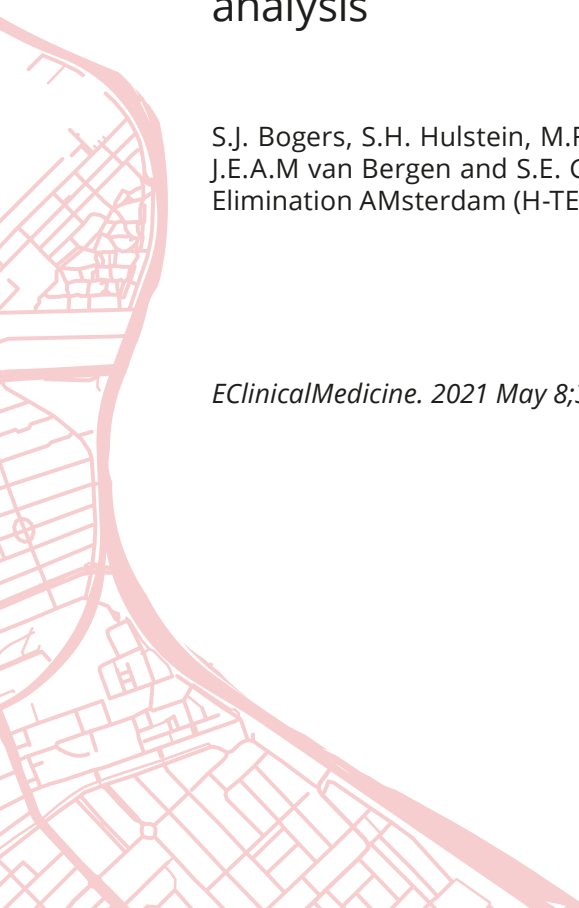 analysis
S.J. Bogers, S.H. Hulstein, M.F
J.E.A.M van Bergen and S.E. G
Elimination AMsterdam (H-TE
EClinicalMedicine. 2021 May 8;3